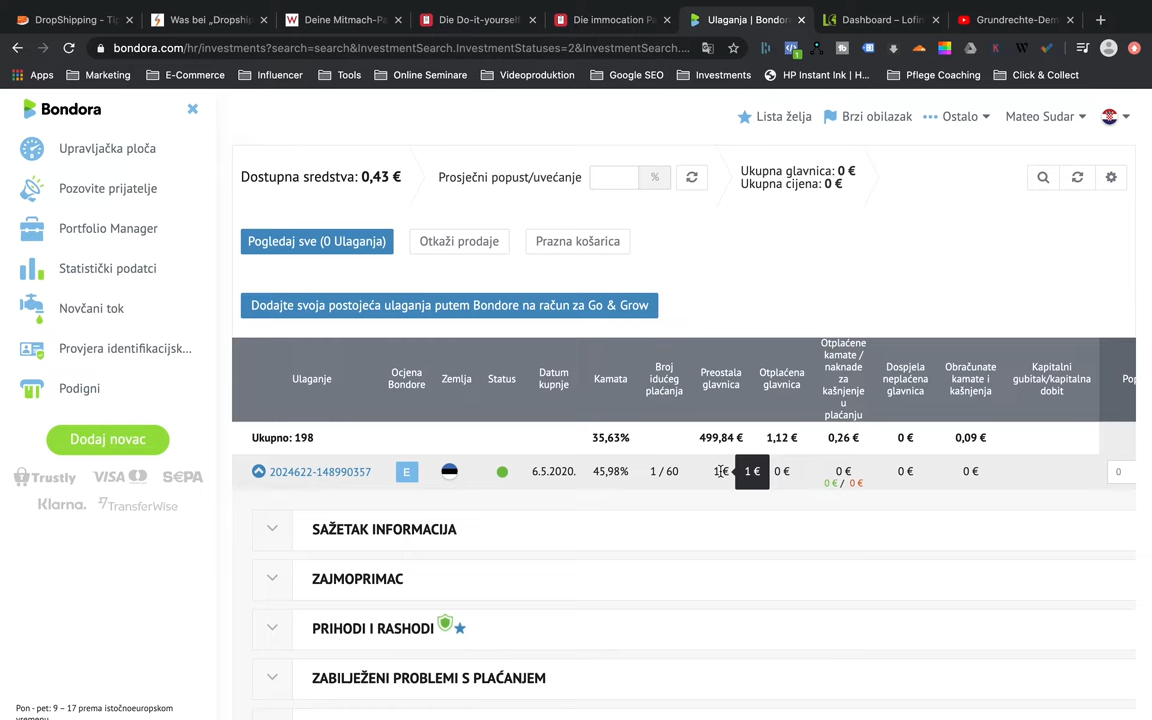 DropShipping - Tip
Was bei „Dropship
Deine Mitmach-Pa
Die Do-it-yourself
Die immocation Pa
Ulaganja | Bondora
Dashboard – Lofin
Grundrechte-Dem
bondora.com/hr/investments?search=search&InvestmentSearch.InvestmentStatuses=2&InvestmentSearch....
Apps
Marketing
E-Commerce
Influencer
Tools
Online Seminare
Videoproduktion
Google SEO
Investments
HP Instant Ink | H...
Pflege Coaching
Click & Collect
Bondora
Lista želja
Brzi obilazak
Ostalo
Mateo Sudar
Upravljačka ploča
Pozovite prijatelje
Portfolio Manager
Statistički podatci
Novčani tok
Provjera identifikacijsk...
Podigni
Dodaj novac
Trustly
VISA
SEPA
Klarna.
TransferWise
Pon - pet: 9 – 17 prema istočnoeuropskom
vremenu
Dostupna sredstva: 0,43 €
Prosječni popust/uvećanje
%
Ukupna glavnica: 0 €
Ukupna cijena: 0 €
Pogledaj sve (0 Ulaganja)
Otkaži prodaje
Prazna košarica
Dodajte svoja postojeća ulaganja putem Bondore na račun za Go & Grow
Ulaganje
Ocjena
Bondore
Zemlja
Status
Datum
kupnje
Kamata
Broj
idućeg
plaćanja
Preostala
glavnica
Otplaćena
glavnica
Otplaćene
kamate /
naknade
za
kašnjenje
u
plaćanju
Dospjela
neplaćena
glavnica
Obračunate
kamate i
kašnjenja
Kapitalni
gubitak/kapitalna
dobit
Pop
Ukupno: 198
35,63%
499,84 €
1,12 €
0,26 €
0 €
0,09 €
2024622-148990357
E
6.5.2020.
45,98%
1 / 60
1 €
1 €
0 €
0 €
0 € / 0 €
0 €
0 €
0
SAŽETAK INFORMACIJA
ZAJMOPRIMAC
PRIHODI I RASHODI
ZABILJEŽENI PROBLEMI S PLAĆANJEM